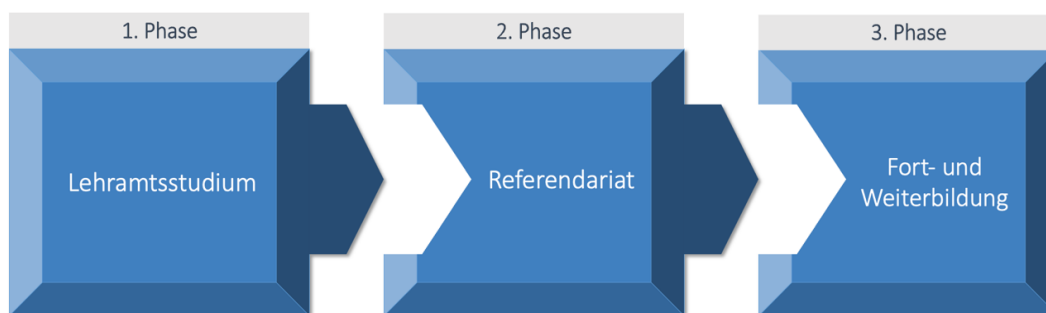 1. Phase
2. Phase
3. Phase
Lehramtsstudium
Referendariat
Fort- und
Weiterbildung